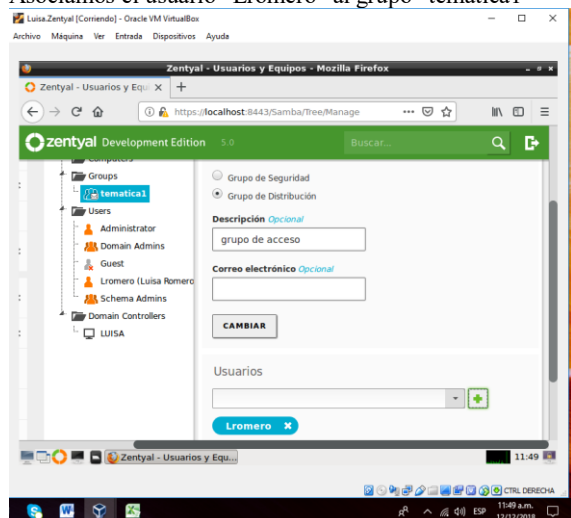 Asociamos el usuario "Lromero" al grupo "tematica1"
Luisa.Zentyal [Corriendo] - Oracle VM VirtualBox
Archivo Máquina Ver Entrada Dispositivos Ayuda
Zentyal - Usuarios y Equipos - Mozilla Firefox
Zentyal - Usuarios y Equi
https://localhost:8443/Samba/Tree/Manage
zentyal Development Edition 5.0 Buscar...
Computers
Groups
tematica1
Users
Administrator
Domain Admins
Guest
Lromero (Luisa Romero
Schema Admins
Domain Controllers
LUISA
Grupo de Seguridad
Grupo de Distribución
Descripción Opcional
grupo de acceso
Correo electrónico Opcional
CAMBIAR
Usuarios
Lromero
Zentyal - Usuarios y Equ...
11:49
CTRL DERECHA
ESP
11:49 a.m.
12/12/2018